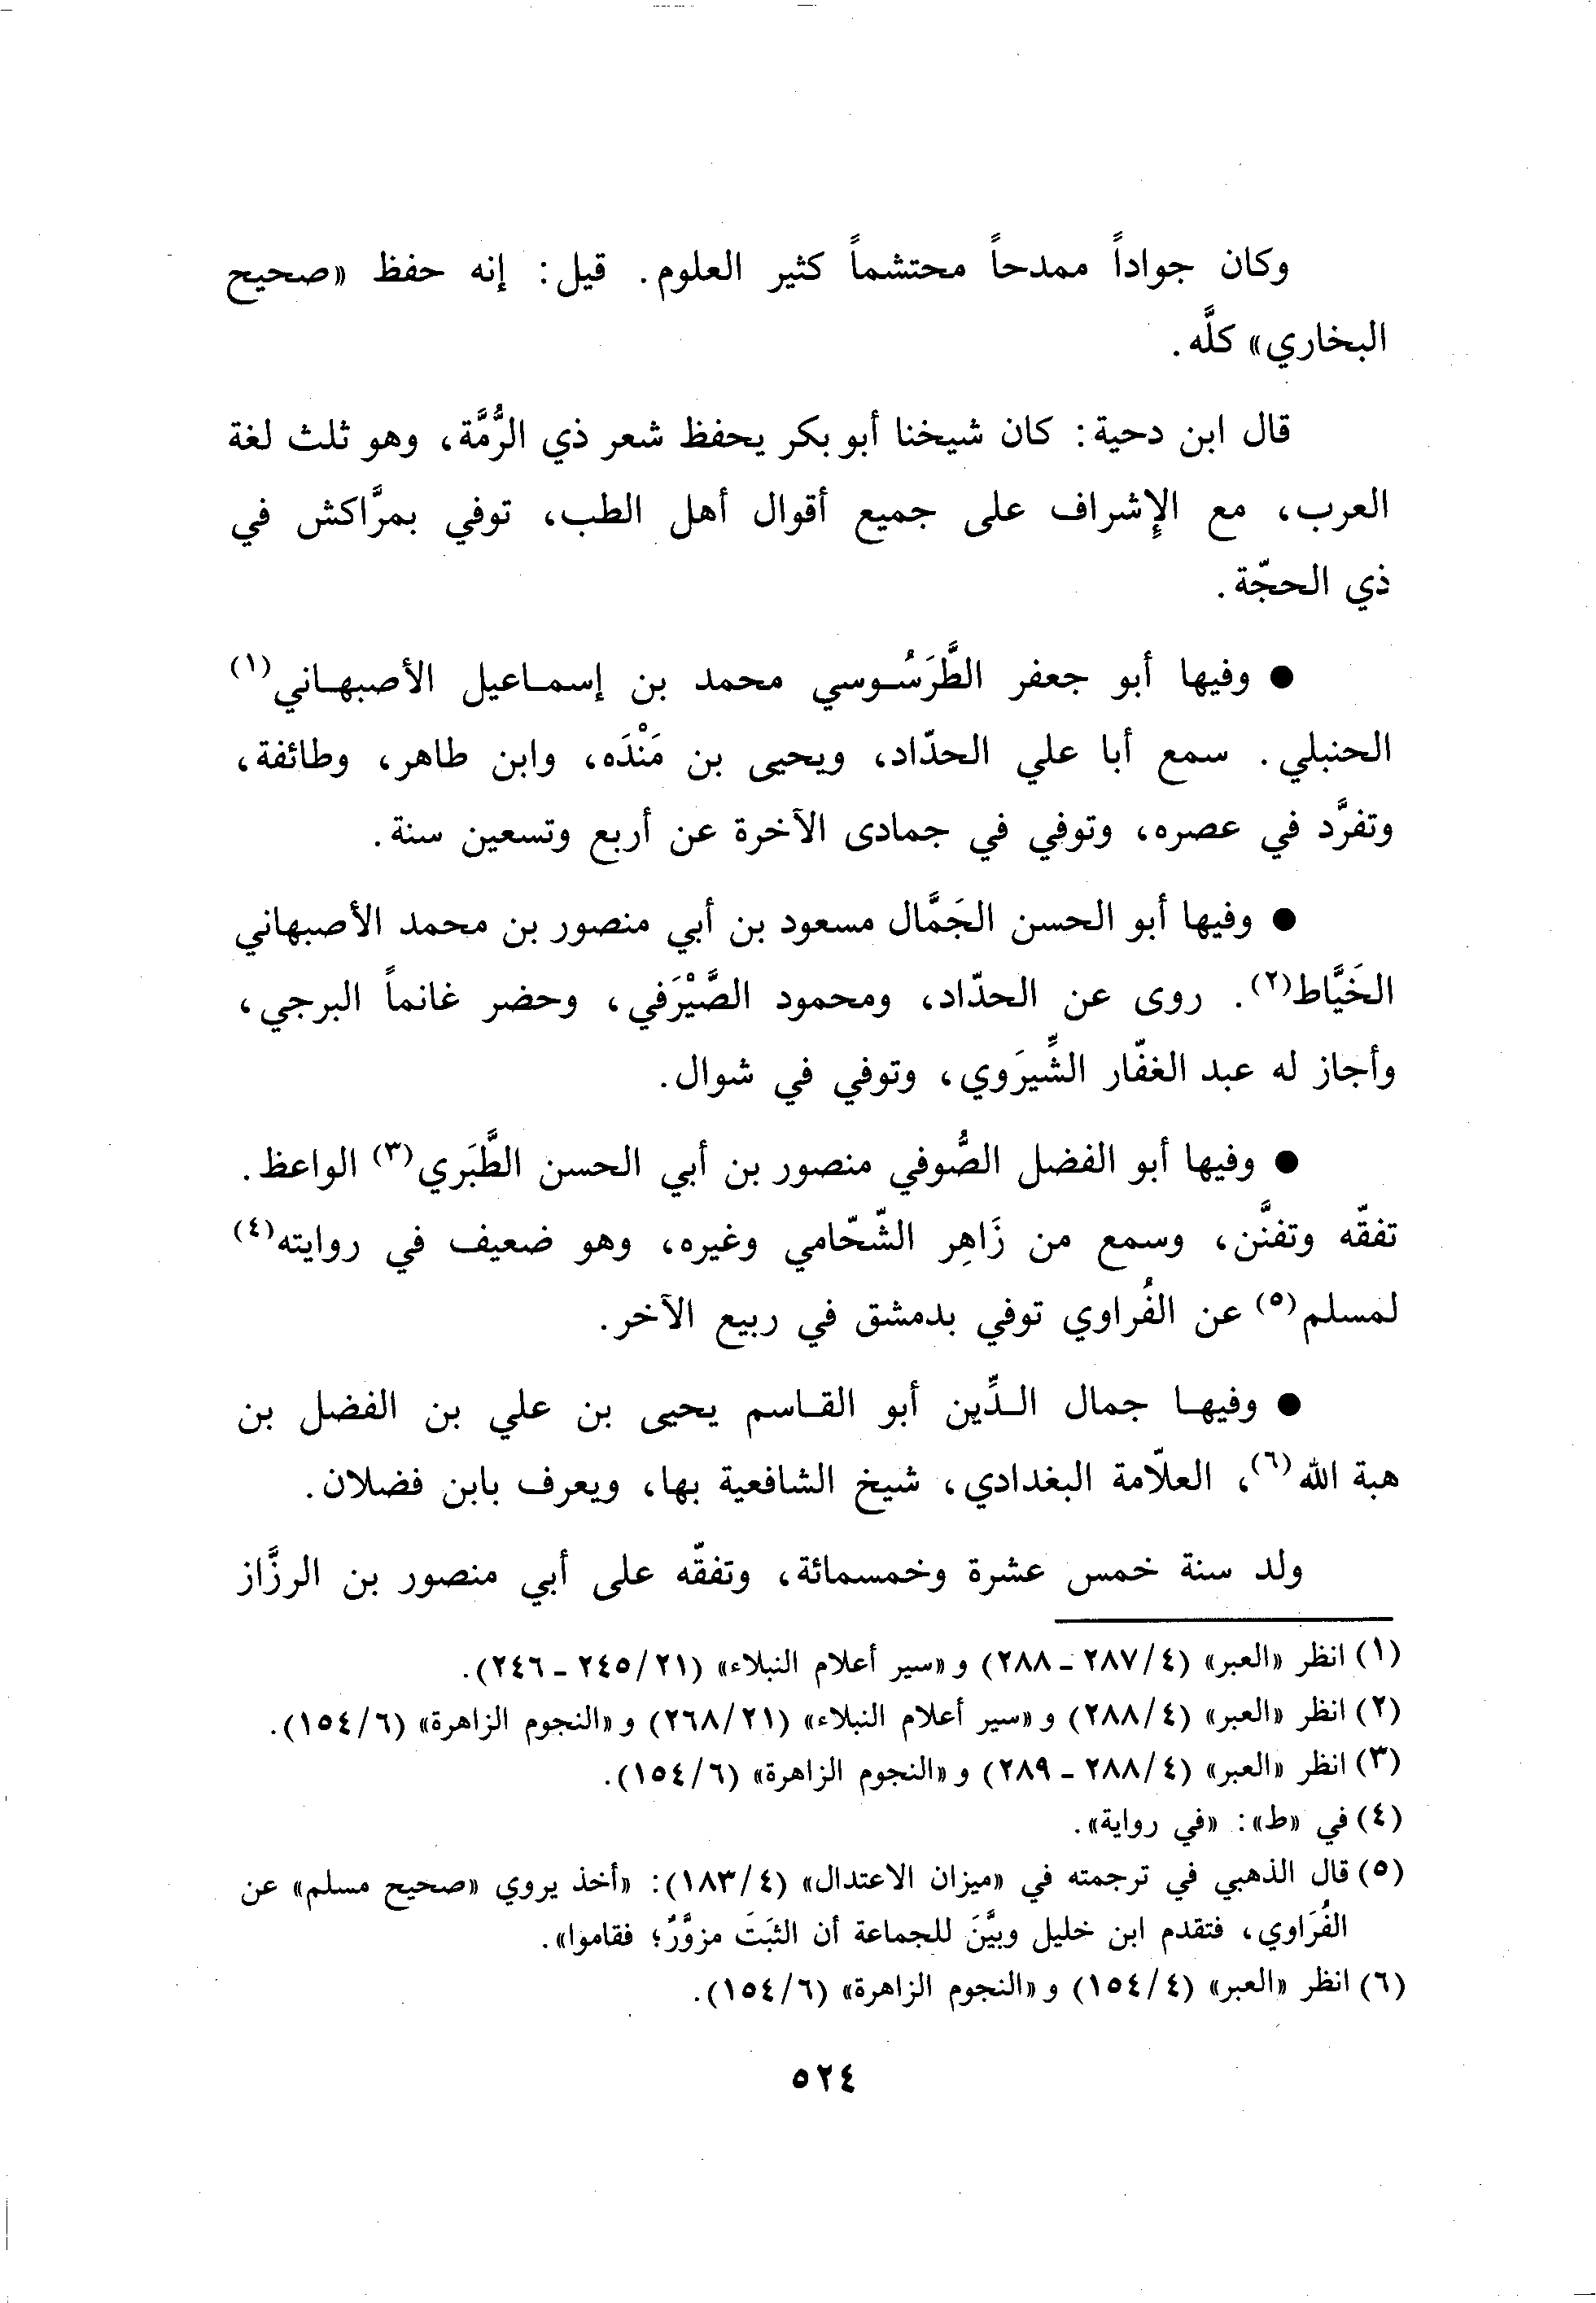 وكان جواداً ممدحاً محتشماً كثير العلوم. قيل: إنه حفظ «صحيح
البخاري» كلَّه.
قال ابن دحية: كان شيخنا أبو بكر يحفظ شعر ذي الرُّمَّة، وهو ثلث لغة
العرب، مع الإشراف على جميع أقوال أهل الطب، توفي بمرَّاكش في
ذي الحجّة.
● وفيها أبو جعفر الطَّرَسُوسي محمد بن إسماعيل الأصبهاني(١)
الحنبلي. سمع أبا علي الحدّاد، ويحيى بن مَنْدَه، وابن طاهر، وطائفة،
وتفرَّد في عصره، وتوفي في جمادى الآخرة عن أربع وتسعين سنة.
● وفيها أبو الحسن الجَمَّال مسعود بن أبي منصور بن محمد الأصبهاني
الخَيَّاط(٢). روى عن الحدّاد، ومحمود الصَّيْرَفي، وحضر غانماً البرجي،
وأجاز له عبد الغفّار الشِّيرَوي، وتوفي في شوال.
● وفيها أبو الفضل الصُّوفي منصور بن أبي الحسن الطَّبَري(٣) الواعظ.
تفقّه وتفنَّن، وسمع من زَاهِر الشّحّامي وغيره، وهو ضعيف في روايته(٤)
لمسلم(٥) عن الفُراوي توفي بدمشق في ربيع الآخر.
● وفيها جمال الدِّين أبو القاسم يحيى بن علي بن الفضل بن
هبة الله(٦)، العلاّمة البغدادي، شيخ الشافعية بها، ويعرف بابن فضلان.
ولد سنة خمس عشرة وخمسمائة، وتفقّه على أبي منصور بن الرزَّاز
(١) انظر «العبر» (٤/٢٨٧ - ٢٨٨) و «سير أعلام النبلاء» (٢١/٢٤٥ - ٢٤٦).
(٢) انظر «العبر» (٤/٢٨٨) و «سير أعلام النبلاء» (٢١/٢٦٨) و «النجوم الزاهرة» (٦/١٥٤).
(٣) انظر «العبر» (٤/٢٨٨ - ٢٨٩) و «النجوم الزاهرة» (٦/١٥٤).
(٤) في «ط»: «في رواية».
(٥) قال الذهبي في ترجمته في «ميزان الاعتدال» (٤/١٨٣): «أخذ يروي «صحيح مسلم» عن
الفُرَاوي، فتقدم ابن خليل وبيَّنَ للجماعة أن الثبَتَ مزوَّرٌ؛ فقاموا».
(٦) انظر «العبر» (٤/١٥٤) و «النجوم الزاهرة» (٦/١٥٤).
٥٢٤